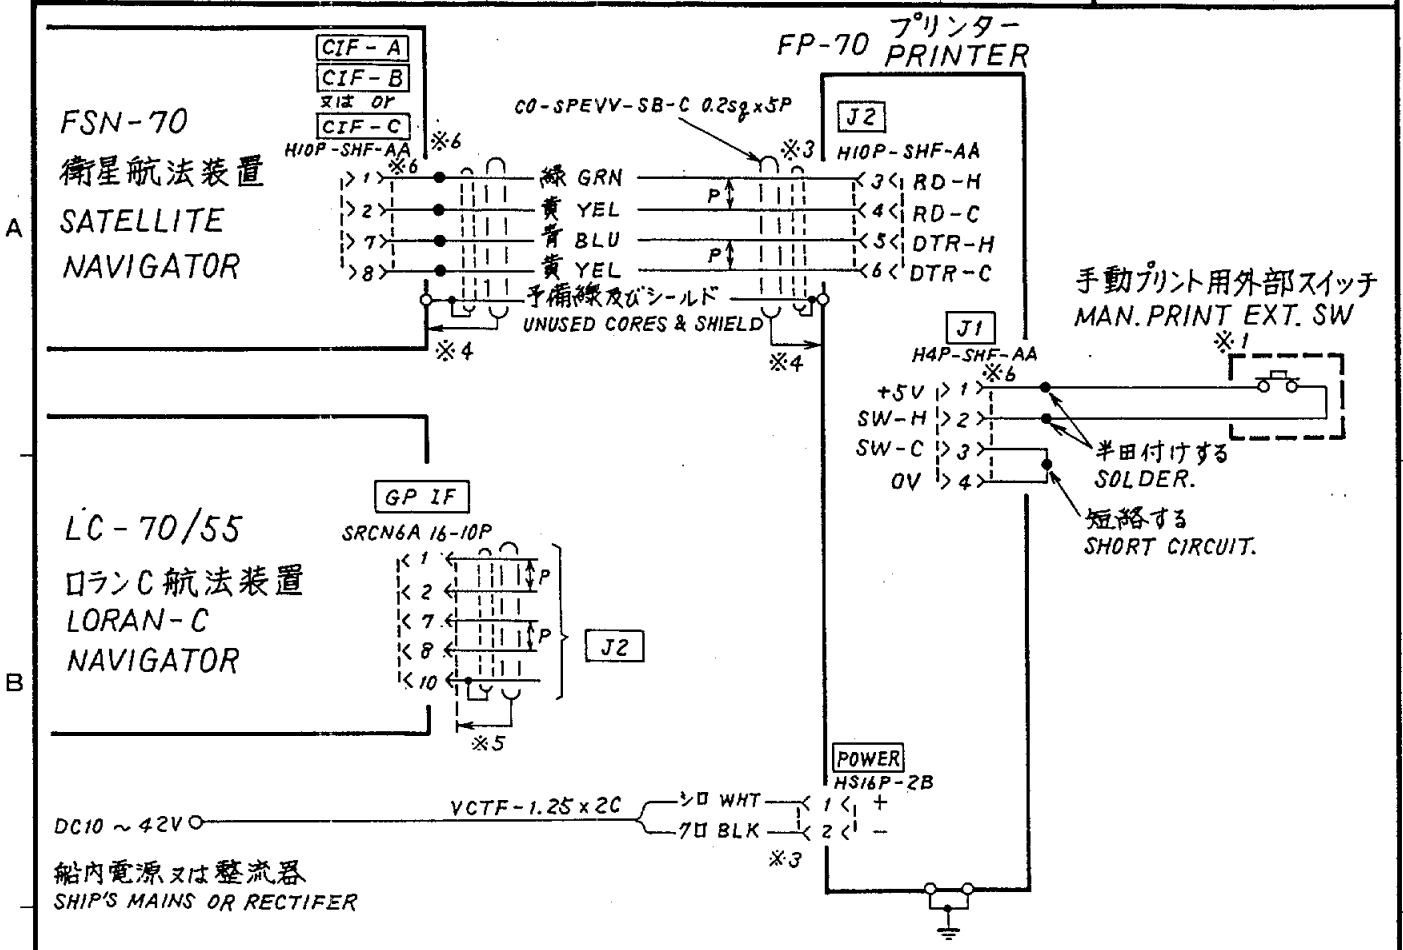 プリンター
FP-70 PRINTER
CIF-A
CIF-B
又は or
CIF-C
H10P-SHF-AA
※6
※6
FSN-70
衛星航法装置
SATELLITE
NAVIGATOR
A
CO-SPEVV-SB-C 0.2sq×5P
※3
J2
H10P-SHF-AA
1 緑 GRN 3 RD-H
P
2 黄 YEL 4 RD-C
7 青 BLU 5 DTR-H
P
8 黄 YEL 6 DTR-C
予備線及びシールド
UNUSED CORES & SHIELD
※4
※4
手動プリント用外部スイッチ
MAN. PRINT EXT. SW
※1
J1
H4P-SHF-AA
※6
+5V 1
SW-H 2
SW-C 3
0V 4
半田付けする
SOLDER.
短絡する
SHORT CIRCUIT.
GP IF
SRCN6A 16-10P
LC-70/55
ロランC航法装置
LORAN-C
NAVIGATOR
B
1
P
2
7
P
8
10
J2
※5
POWER
HS16P-2B
VCTF-1.25×2C
シロ WHT 1 +
クロ BLK 2 -
※3
DC10~42V
船内電源又は整流器
SHIP'S MAINS OR RECTIFER